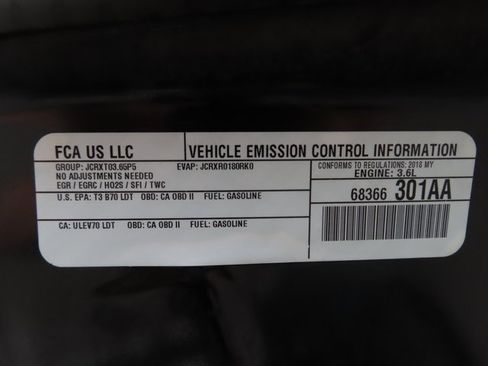 FCA US LLC
VEHICLE EMISSION CONTROL INFORMATION
GROUP: JCRXT03.65P5 EVAP: JCRXR0180RK0
NO ADJUSTMENTS NEEDED
EGR / EGRC / HO2S / SFI / TWC
CONFORMS TO REGULATIONS: 2018 MY
ENGINE: 3.6L
U.S. EPA: T3 B70 LDT OBD: CA OBD II FUEL: GASOLINE
68366 301AA
CA: ULEV70 LDT OBD: CA OBD II FUEL: GASOLINE